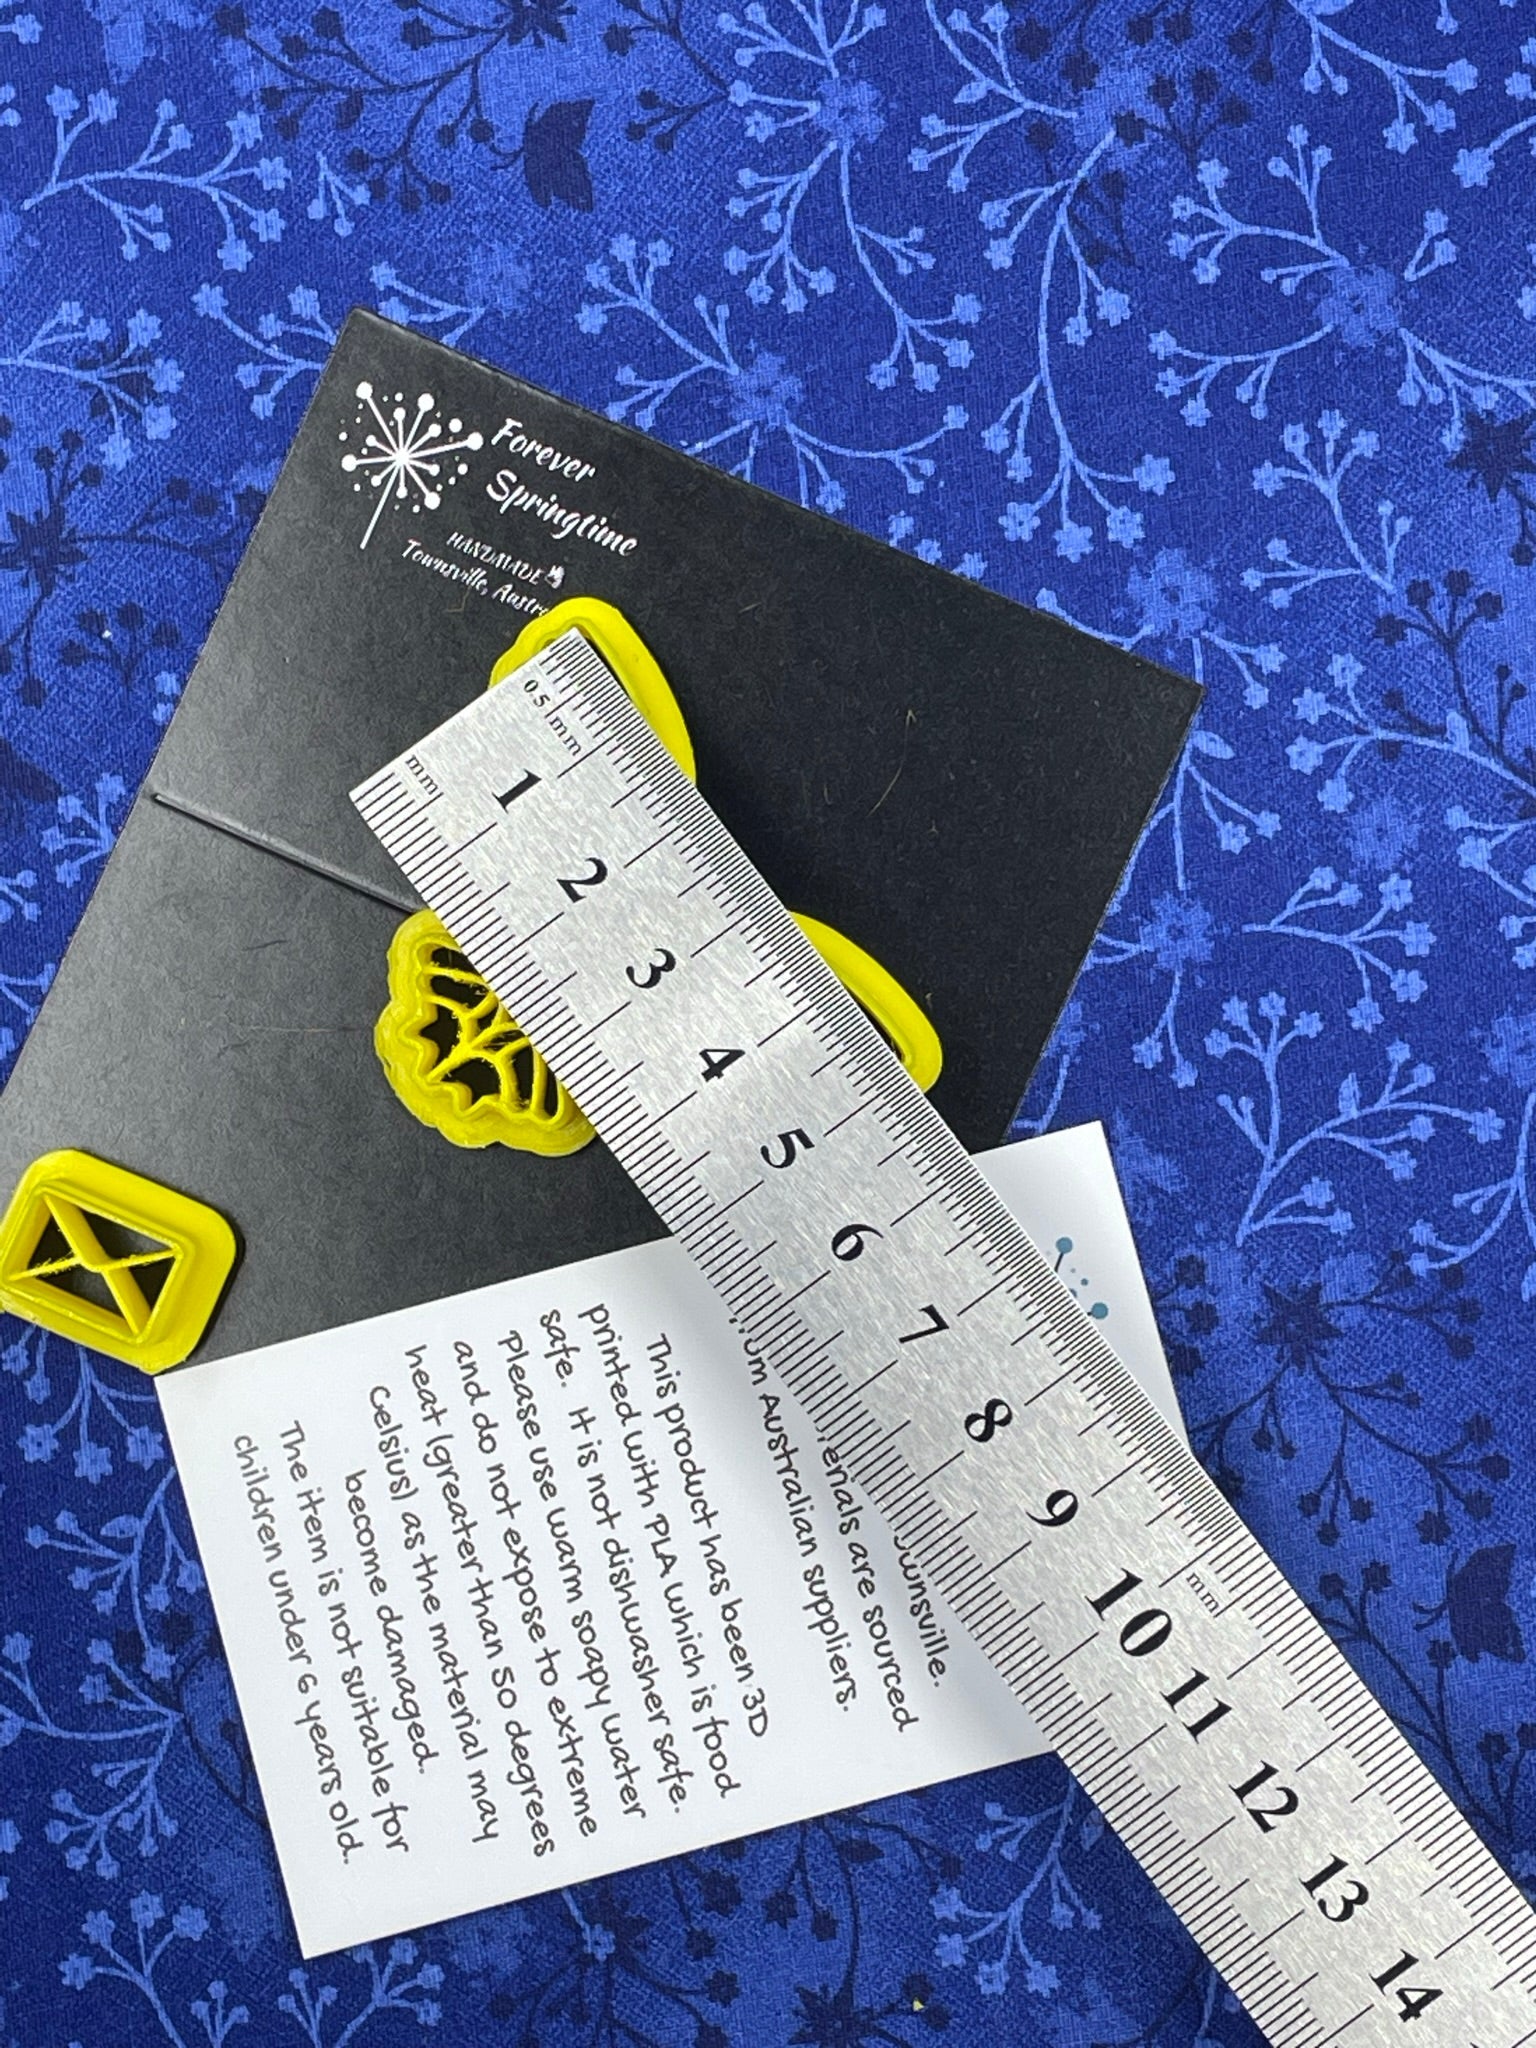 Forever
Springtime
HANDMADE
Townsville,
0.5 mm
mm
1
2
3
4
5
6
7
8
9
mm
10
11
12
13
14
are sourced
Australian suppliers.
This product has been 3D
printed with PLA which is food
safe. It is not dishwasher safe.
Please use warm soapy water
and do not expose to extreme
heat (greater than 50 degrees
Celsius) as the material may
become damaged.
The item is not suitable for
children under 6 years old.